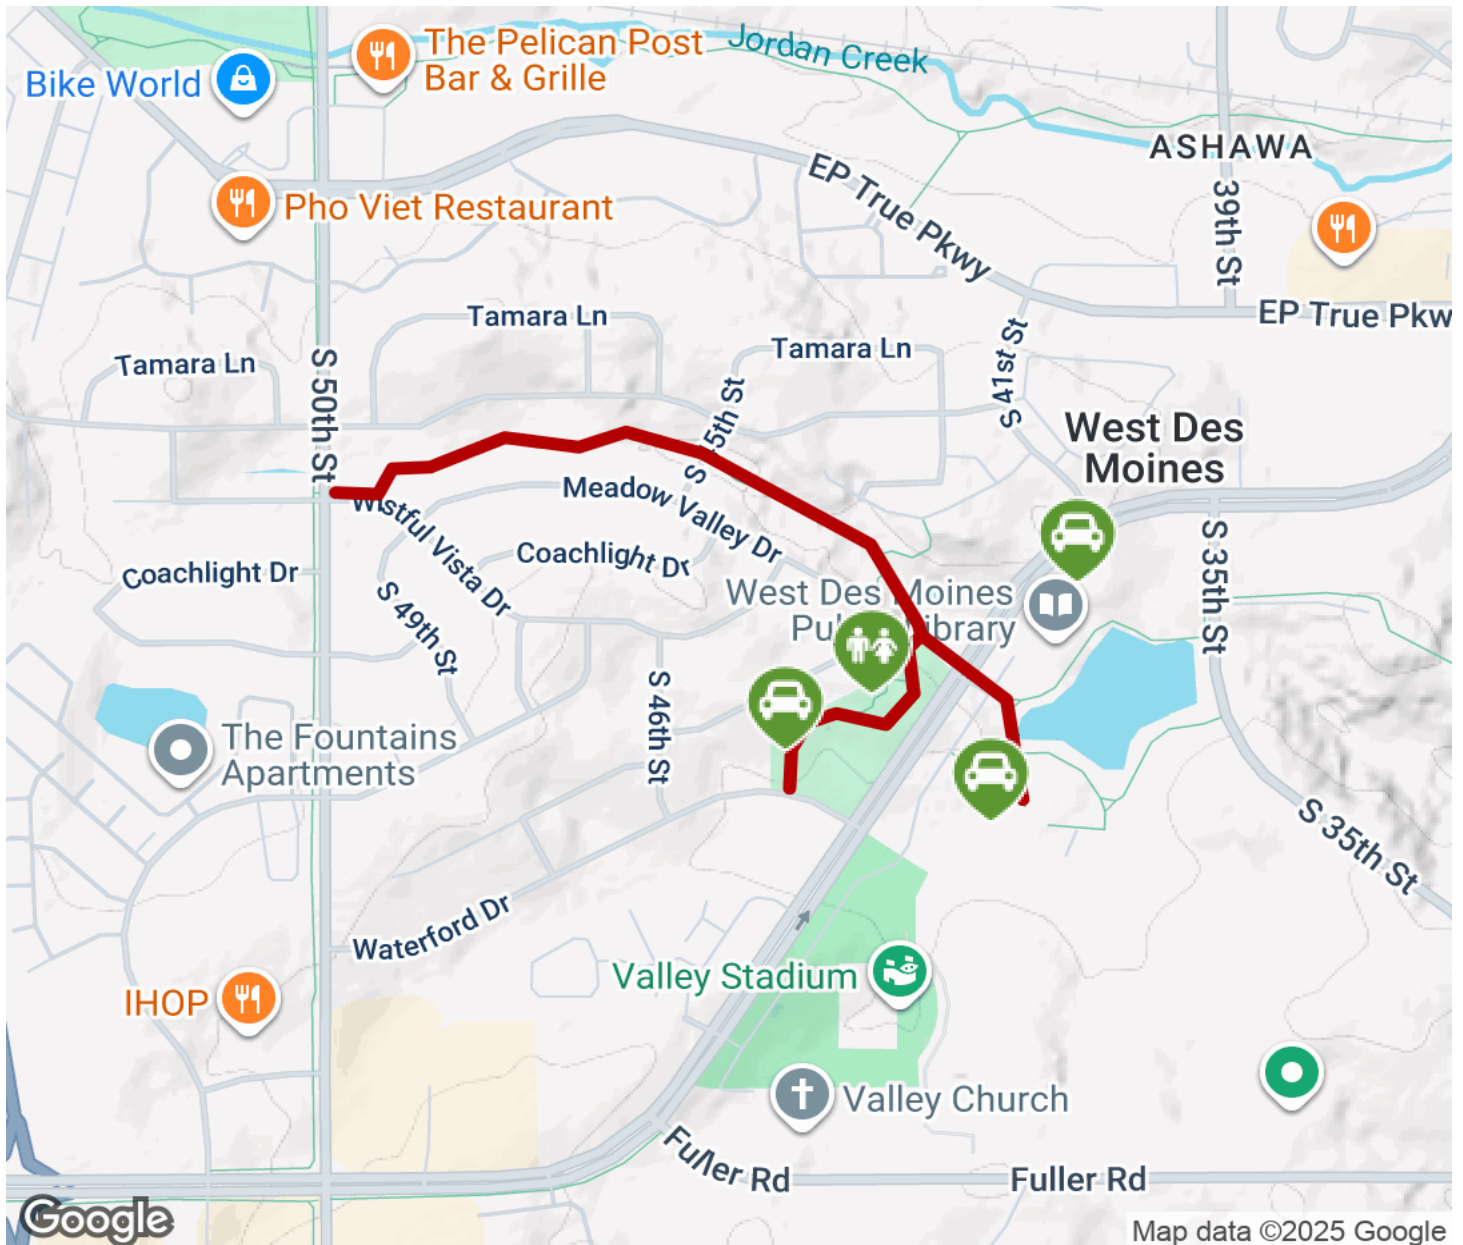 The Pelican Post
Bar & Grille
Jordan Creek
Bike World
ASHAWA
EP True Pkwy
39th St
Pho Viet Restaurant
EP True Pkw
Tamara Ln
Tamara Ln
Tamara Ln
S 41st St
S 50th St
S 45th St
West Des
Moines
Meadow Valley Dr
Wistful Vista Dr
Coachlight Dr
Coachlight Dr
S 35th St
West Des Moines
Public Library
S 49th St
S 46th St
The Fountains
Apartments
S 35th St
Waterford Dr
Valley Stadium
IHOP
Valley Church
Fuller Rd
Fuller Rd
Google
Map data ©2025 Google